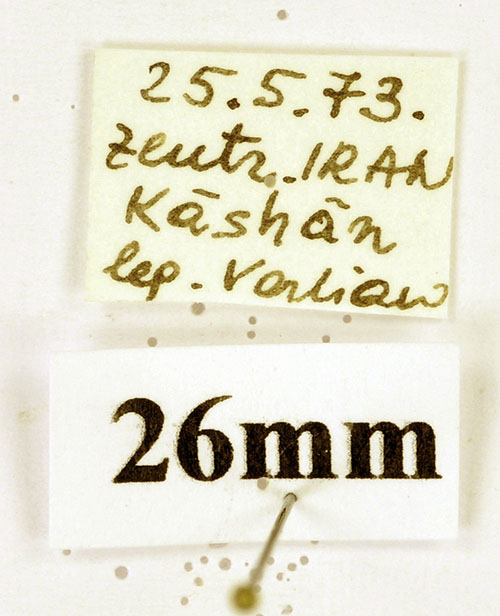 25.5.73.
Zentr. IRAN
Kāshān
leg. Vartian
26mm